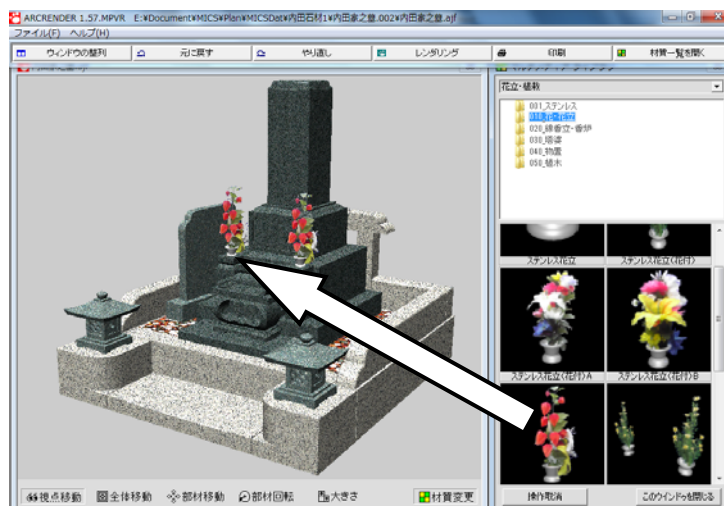 ARCRENDER 1.57.MPVR E:¥Document¥MICS¥Plan¥MICSDat¥内田石材1¥内田家之墓.002¥内田家之墓.ajf
ファイル(F) ヘルプ(H)
ウィンドウの整列 元に戻す やり直し レンダリング 印刷 材質一覧を開く
花立・植栽
001_ステンレス
010_花・花立
020_線香立・香炉
030_塔婆
040_物置
050_植木
ステンレス花立 ステンレス花立(花付)
ステンレス花立(花付)A ステンレス花立(花付)B
視点移動 全体移動 部材移動 部材回転 大きさ 材質変更
操作取消 このウインドゥを閉じる